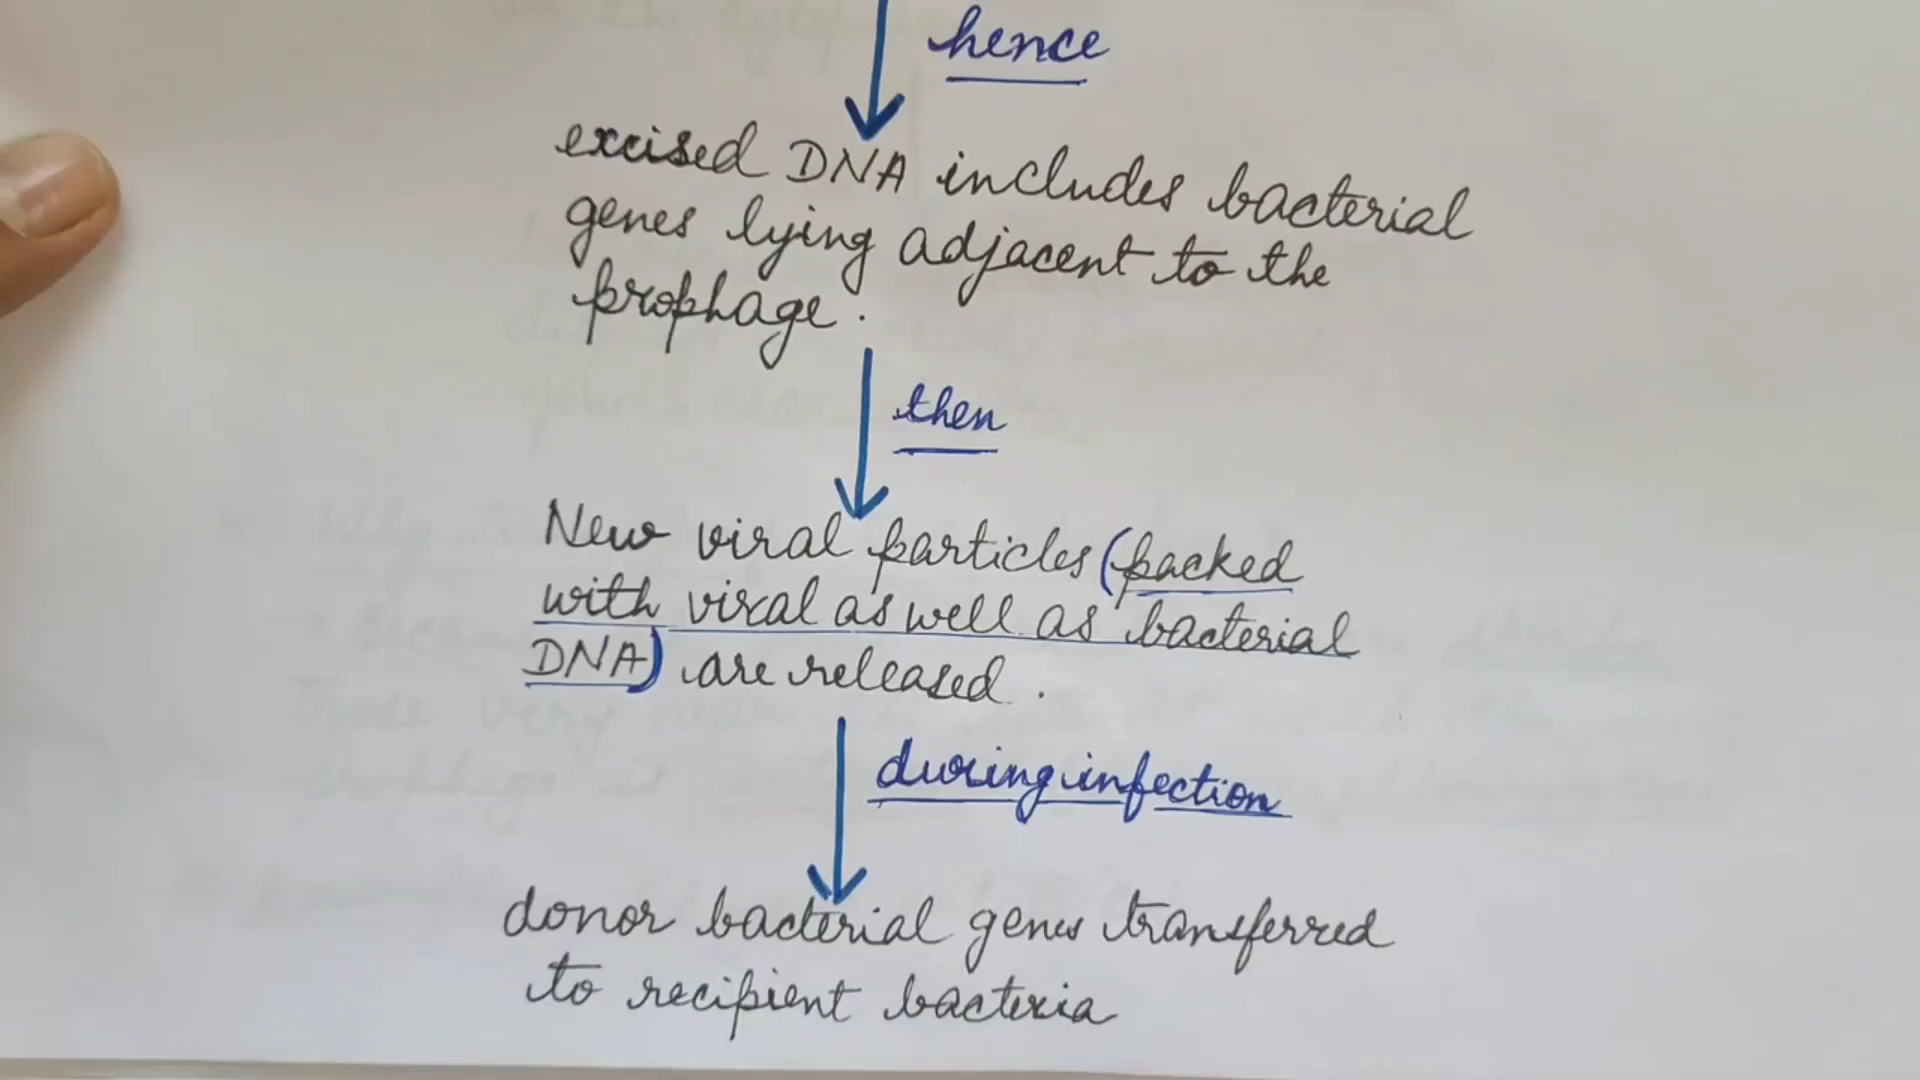 hence
excised DNA includes bacterial
genes lying adjacent to the
prophage.
then
New viral particles (packed
with viral as well as bacterial
DNA) are released.
during infection
donor bacterial genes transferred
to recipient bacteria